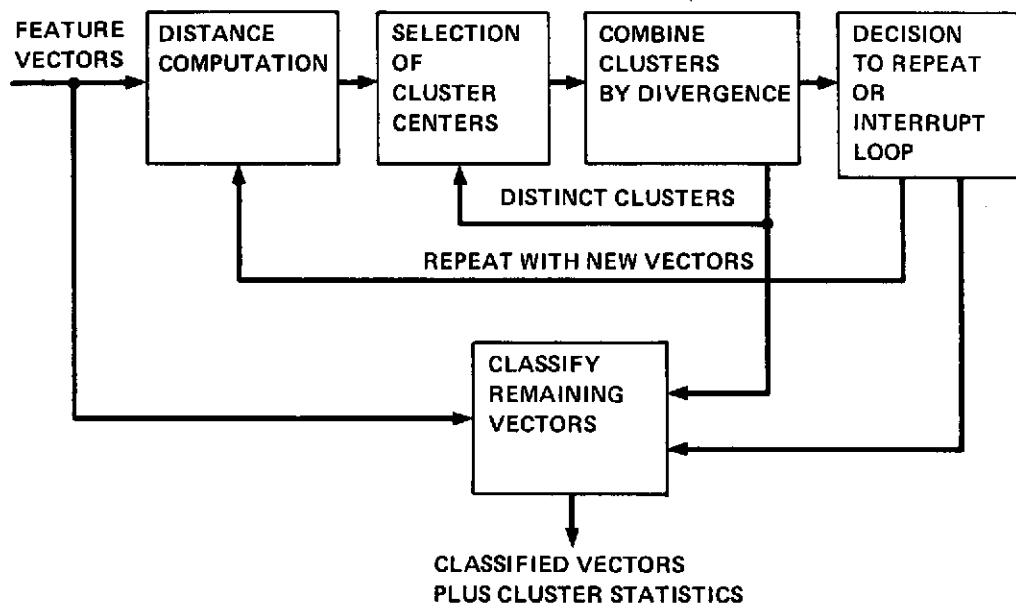 FEATURE
VECTORS
DISTANCE
COMPUTATION
SELECTION
OF
CLUSTER
CENTERS
COMBINE
CLUSTERS
BY DIVERGENCE
DECISION
TO REPEAT
OR
INTERRUPT
LOOP
DISTINCT CLUSTERS
REPEAT WITH NEW VECTORS
CLASSIFY
REMAINING
VECTORS
CLASSIFIED VECTORS
PLUS CLUSTER STATISTICS